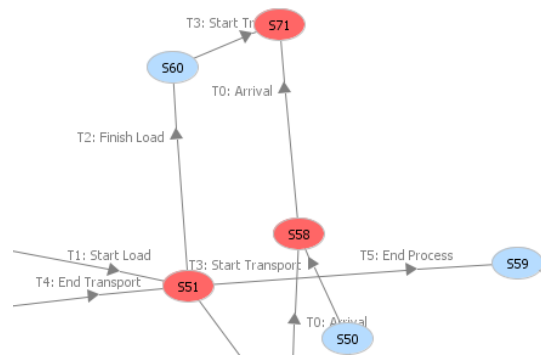 T3: Start Tr
S71
S60
T0: Arrival
T2: Finish Load
S58
T1: Start Load
T3: Start Transport
T5: End Process
S59
T4: End Transport
S51
T0: Arrival
S50